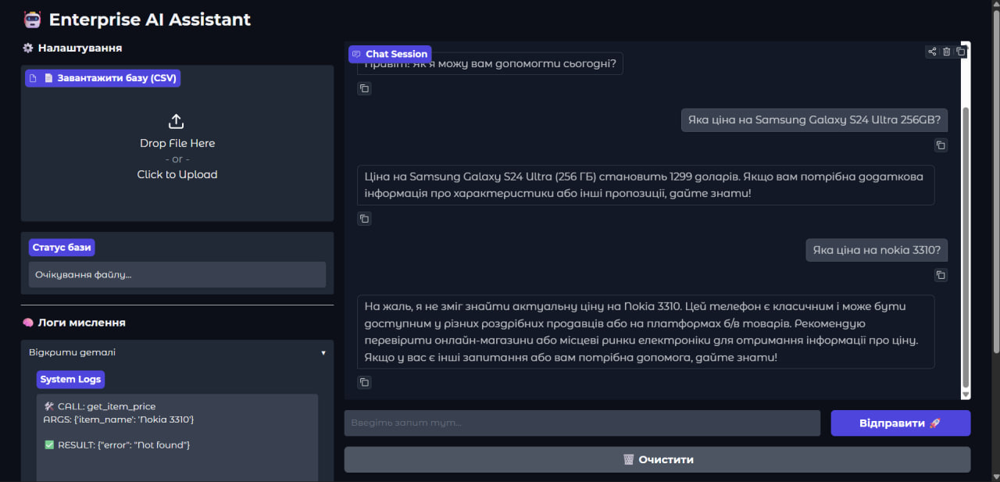 Enterprise AI Assistant
Налаштування
Завантажити базу (CSV)
Drop File Here
- or -
Click to Upload
Статус бази
Очікування файлу...
Логи мислення
Відкрити деталі
System Logs
CALL: get_item_price
ARGS: {'item_name': 'Nokia 3310'}
RESULT: {"error": "Not found"}
Chat Session
Привіт! Як я можу вам допомогти сьогодні?
Яка ціна на Samsung Galaxy S24 Ultra 256GB?
Ціна на Samsung Galaxy S24 Ultra (256 ГБ) становить 1299 доларів. Якщо вам потрібна додаткова
інформація про характеристики або інші пропозиції, дайте знати!
Яка ціна на nokia 3310?
На жаль, я не зміг знайти актуальну ціну на Nokia 3310. Цей телефон є класичним і може бути
доступним у різних роздрібних продавців або на платформах б/в товарів. Рекомендую
перевірити онлайн-магазини або місцеві ринки електроніки для отримання інформації про ціну.
Якщо у вас є інші запитання або вам потрібна допомога, дайте знати!
Введіть запит тут...
Відправити
Очистити